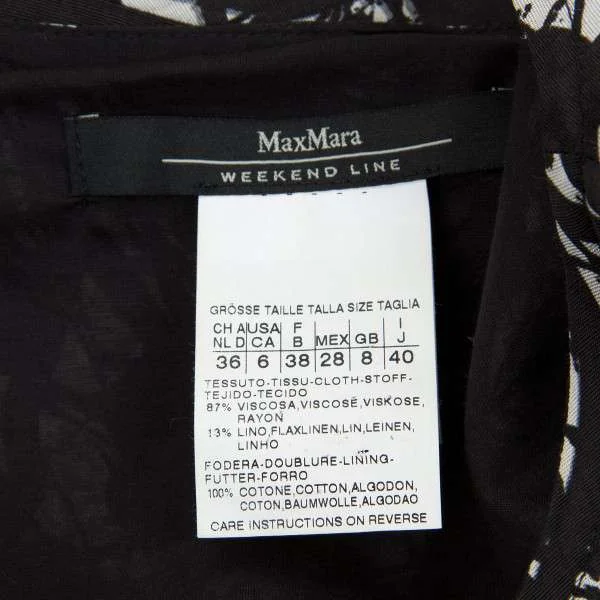 MaxMara
WEEKEND LINE
GRÖSSE TAILLE TALLA SIZE TAGLIA
CH A USA F I
NL D CA B MEX GB J
36 6 38 28 8 40
TESSUTO-TISSU-CLOTH-STOFF-
TEJIDO-TECIDO
87% VISCOSA,VISCOSE,VISKOSE,
RAYON
13% LINO,FLAXLINEN,LIN,LEINEN,
LINHO
FODERA-DOUBLURE-LINING-
FUTTER-FORRO
100% COTONE,COTTON,ALGODON,
COTON,BAUMWOLLE,ALGODAO
CARE INSTRUCTIONS ON REVERSE